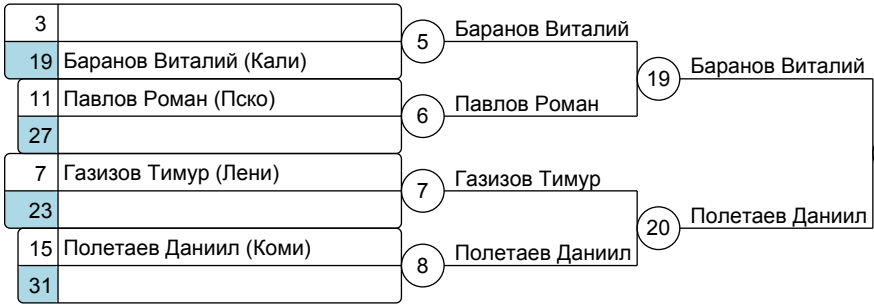 3
19 Баранов Виталий (Кали)
11 Павлов Роман (Пско)
27
7 Газизов Тимур (Лени)
23
15 Полетаев Даниил (Коми)
31
5 Баранов Виталий
6 Павлов Роман
7 Газизов Тимур
8 Полетаев Даниил
19 Баранов Виталий
20 Полетаев Даниил